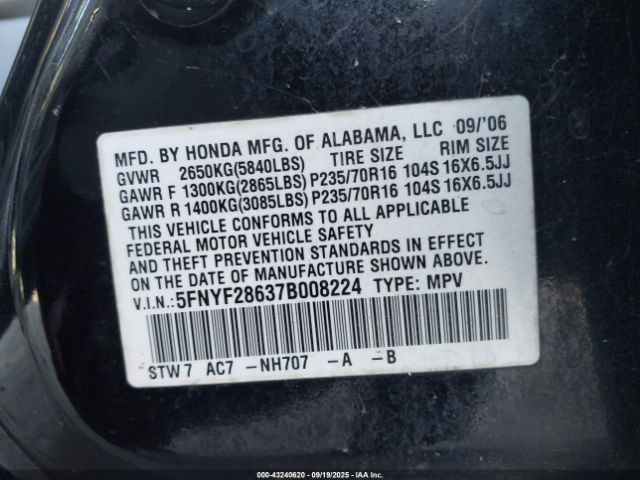 MFD. BY HONDA MFG. OF ALABAMA, LLC 09/'06
GVWR 2650KG(5840LBS) TIRE SIZE RIM SIZE
GAWR F 1300KG(2865LBS) P235/70R16 104S 16X6.5JJ
GAWR R 1400KG(3085LBS) P235/70R16 104S 16X6.5JJ
THIS VEHICLE CONFORMS TO ALL APPLICABLE
FEDERAL MOTOR VEHICLE SAFETY
AND THEFT PREVENTION STANDARDS IN EFFECT
ON THE DATE OF MANUFACTURE SHOWN ABOVE.
V.I.N.: 5FNYF28637B008224 TYPE: MPV
STW7 AC7 -NH707 -A -B
000-43240620 - 09/19/2025 - IAA Inc.